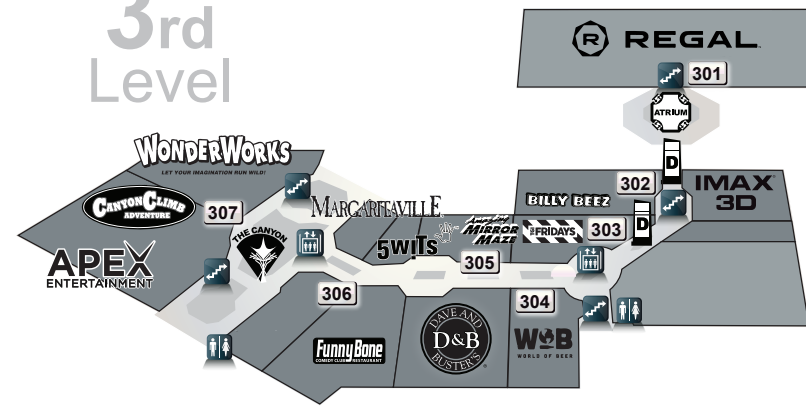 3rd
Level
R REGAL
301
ATRIUM
D
WONDERWORKS
LET YOUR IMAGINATION RUN WILD!
302
IMAX
3D
CANYON CLIMB
ADVENTURE
307
MARGARITAVILLE
BILLY BEEZ
D
THE CANYON
AMAZING
MIRROR
MAZE
TGI FRIDAYS
303
5WITS
APEX
ENTERTAINMENT
305
306
304
FunnyBone
COMEDY CLUB RESTAURANT
DAVE AND
D&B
BUSTER'S
WOB
WORLD OF BEER